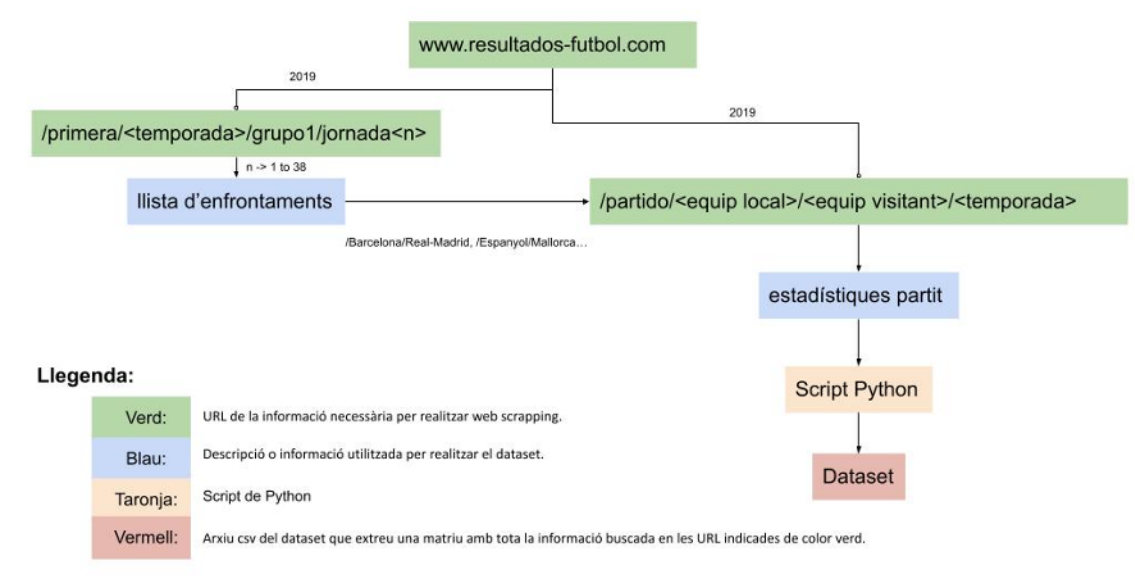 www.resultados-futbol.com
2019
2019
/primera/<temporada>/grupo1/jornada<n>
n -> 1 to 38
llista d'enfrontaments
/partido/<equip local>/<equip visitant>/<temporada>
/Barcelona/Real-Madrid, /Espanyol/Mallorca…
estadístiques partit
Script Python
Dataset
Llegenda:
Verd: URL de la informació necessària per realitzar web scrapping.
Blau: Descripció o informació utilitzada per realitzar el dataset.
Taronja: Script de Python
Vermell: Arxiu csv del dataset que extreu una matriu amb tota la informació buscada en les URL indicades de color verd.